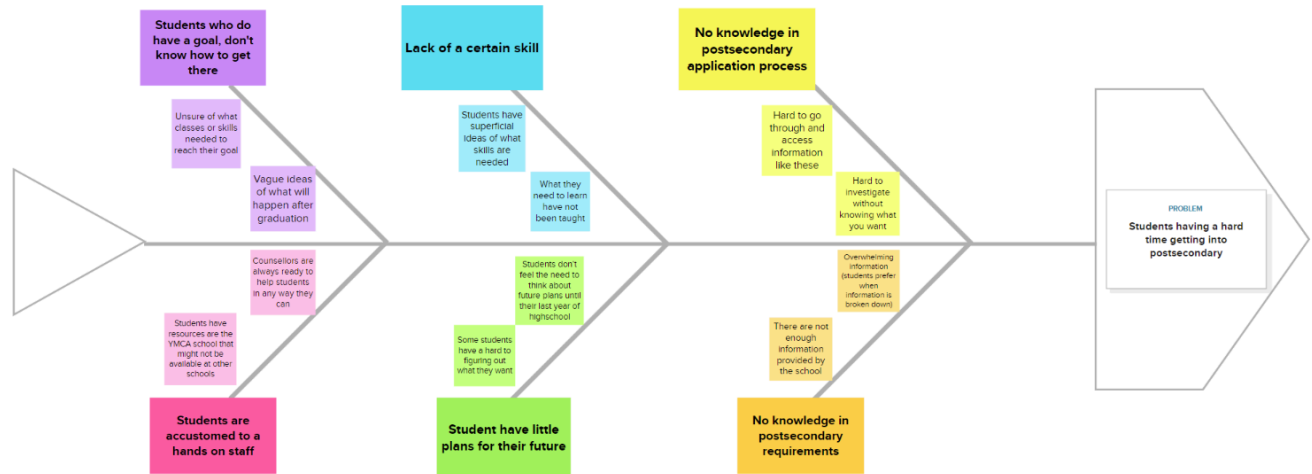 Students who do
have a goal, don't
know how to get
there
Unsure of what
classes or skills
needed to
reach their goal
Vague ideas
of what will
happen after
graduation
Lack of a certain skill
Students have
superficial
ideas of what
skills are
needed
What they
need to learn
have not
been taught
No knowledge in
postsecondary
application process
Hard to go
through and
access
information
like these
Hard to
investigate
without
knowing what
you want
PROBLEM
Students having a hard
time getting into
postsecondary
Counsellors are
always ready to
help students
in any way they
can
Students have
resources are the
YMCA school that
might not be
available at other
schools
Students are
accustomed to a
hands on staff
Students don't
feel the need to
think about
future plans until
their last year of
highschool
Some students
have a hard to
figuring out
what they want
Student have little
plans for their future
Overwhelming
information
(students prefer
when
information is
broken down)
There are not
enough
information
provided by
the school
No knowledge in
postsecondary
requirements